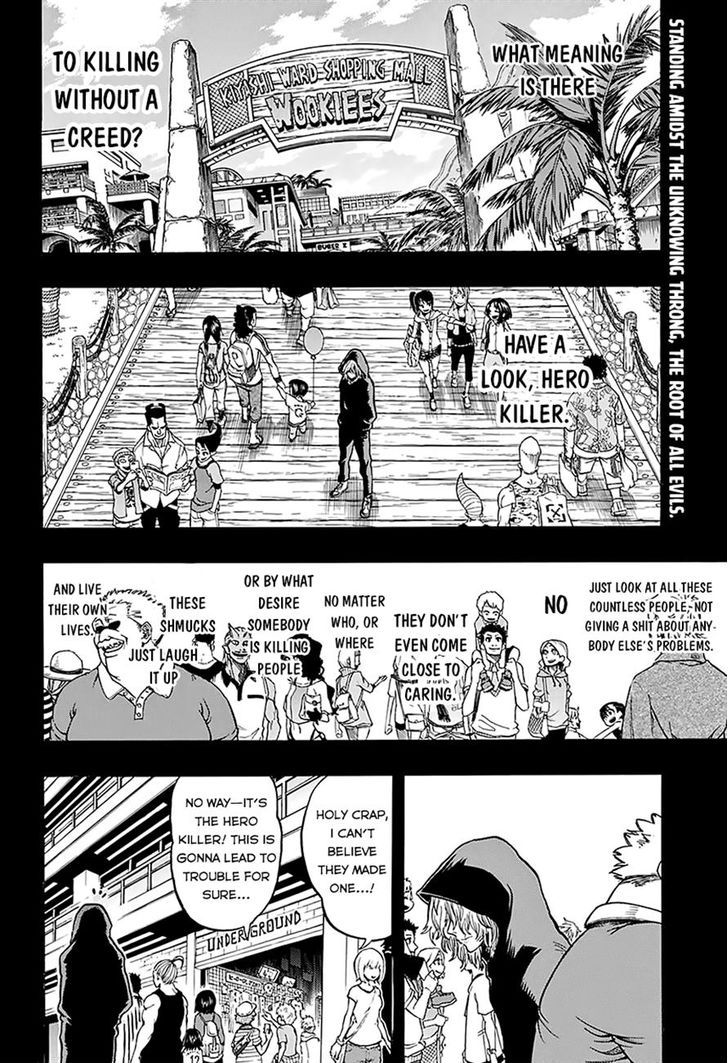 STANDING AMIDST THE UNKNOWING THRONG, THE ROOT OF ALL EVILS.
WHAT MEANING
IS THERE
TO KILLING
WITHOUT A
CREED?
KIYASHI WARD SHOPPING MALL
WOOKIEES
HAVE A
LOOK, HERO
KILLER.
JUST LOOK AT ALL THESE
COUNTLESS PEOPLE, NOT
GIVING A SHIT ABOUT ANY-
BODY ELSE'S PROBLEMS.
NO
THEY DON'T
EVEN COME
CLOSE TO
CARING.
NO MATTER
WHO, OR
WHERE
OR BY WHAT
DESIRE
SOMEBODY
IS KILLING
PEOPLE
THESE
SHMUCKS
JUST LAUGH
IT UP
AND LIVE
THEIR OWN
LIVES.
HOLY CRAP,
I CAN'T
BELIEVE
THEY MADE
ONE...!
NO WAY—IT'S
THE HERO
KILLER! THIS IS
GONNA LEAD TO
TROUBLE FOR
SURE...
UNDERGROUND